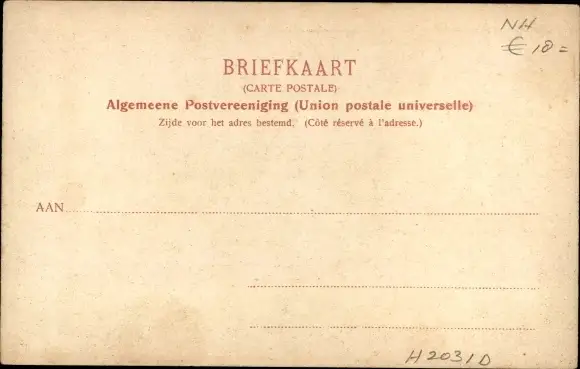 NH
€ 18 =
BRIEFKAART
(CARTE POSTALE)
Algemeene Postvereeniging (Union postale universelle)
Zijde voor het adres bestemd. (Côté réservé à l'adresse.)
AAN
H2031D